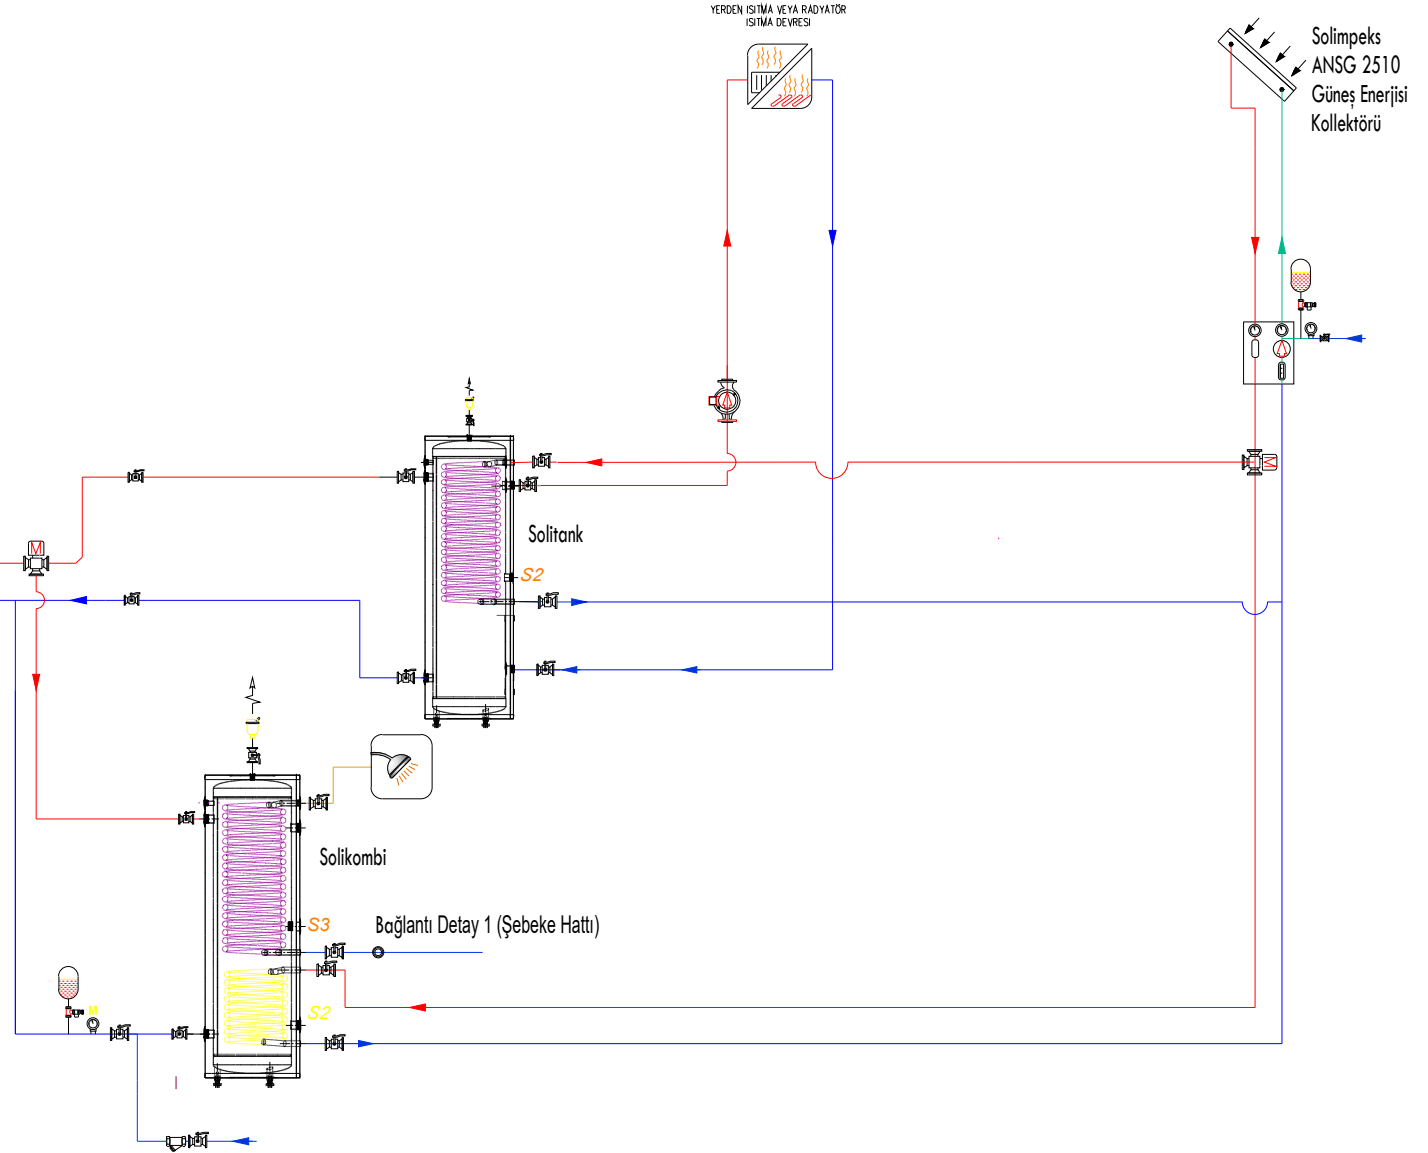 YERDEN ISITMA VEYA RADYATÖR
ISITMA DEVRESİ
Solimpeks
ANSG 2510
Güneş Enerjisi
Kollektörü
M
Solitank
M
S2
Solikombi
S3
Bağlantı Detay 1 (Şebeke Hattı)
M
S2